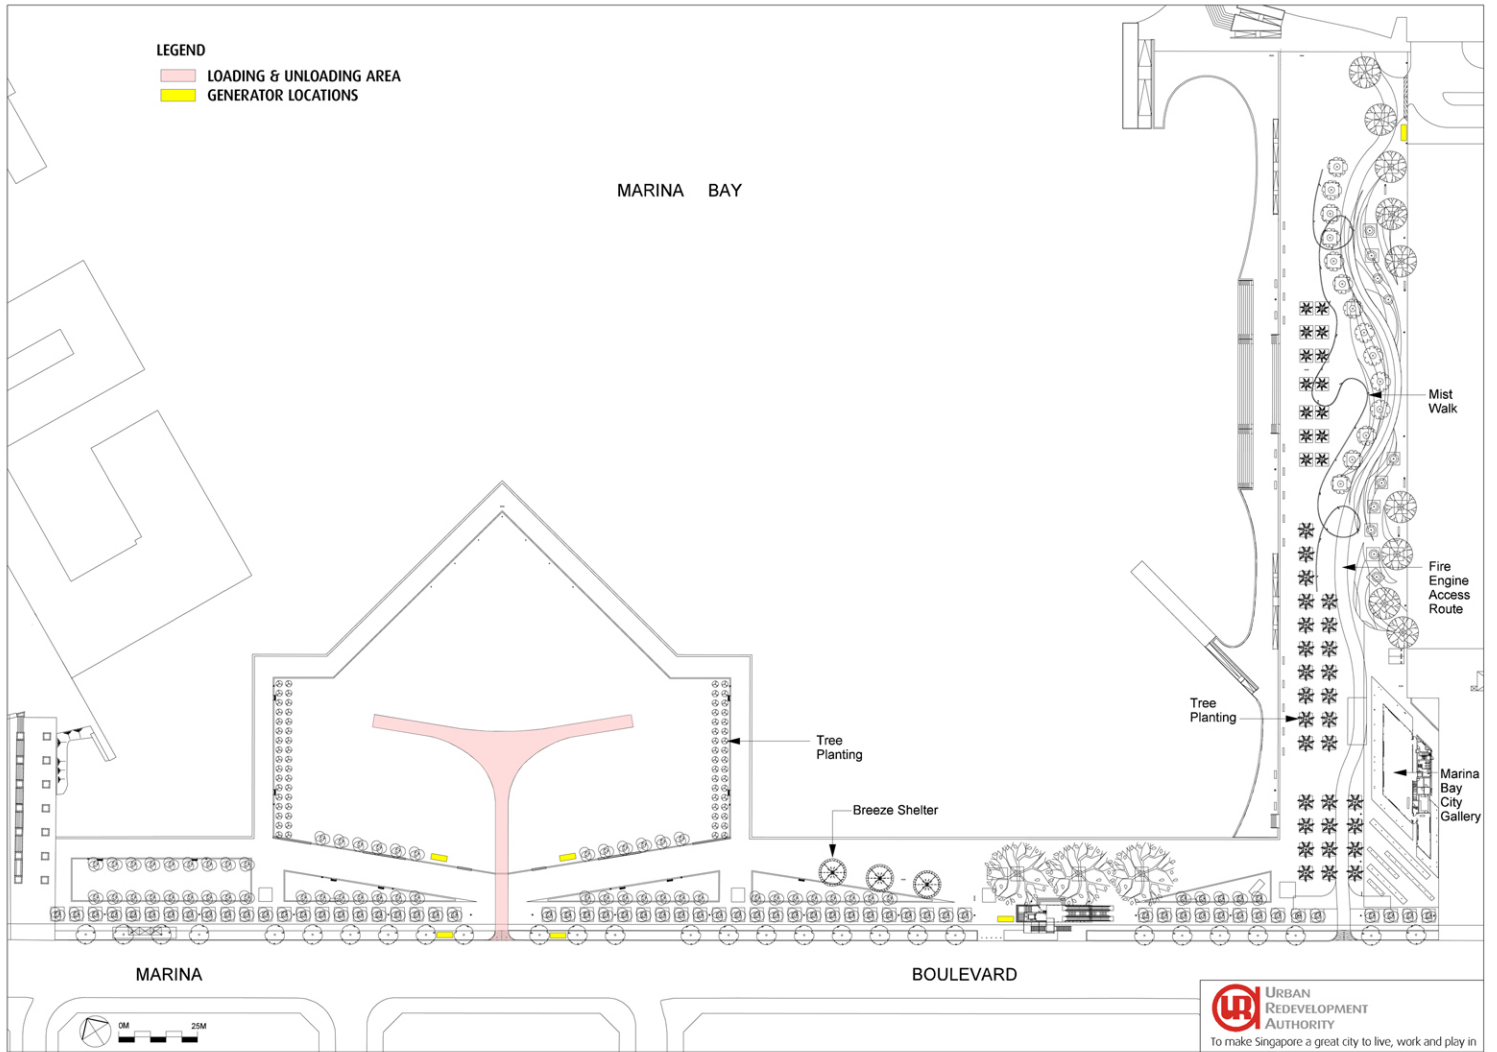 LEGEND
LOADING & UNLOADING AREA
GENERATOR LOCATIONS
MARINA BAY
Mist
Walk
Fire
Engine
Access
Route
Tree
Planting
Tree
Planting
Marina
Bay
City
Gallery
Breeze Shelter
MARINA BOULEVARD
0M 25M
URBAN
REDEVELOPMENT
AUTHORITY
To make Singapore a great city to live, work and play in